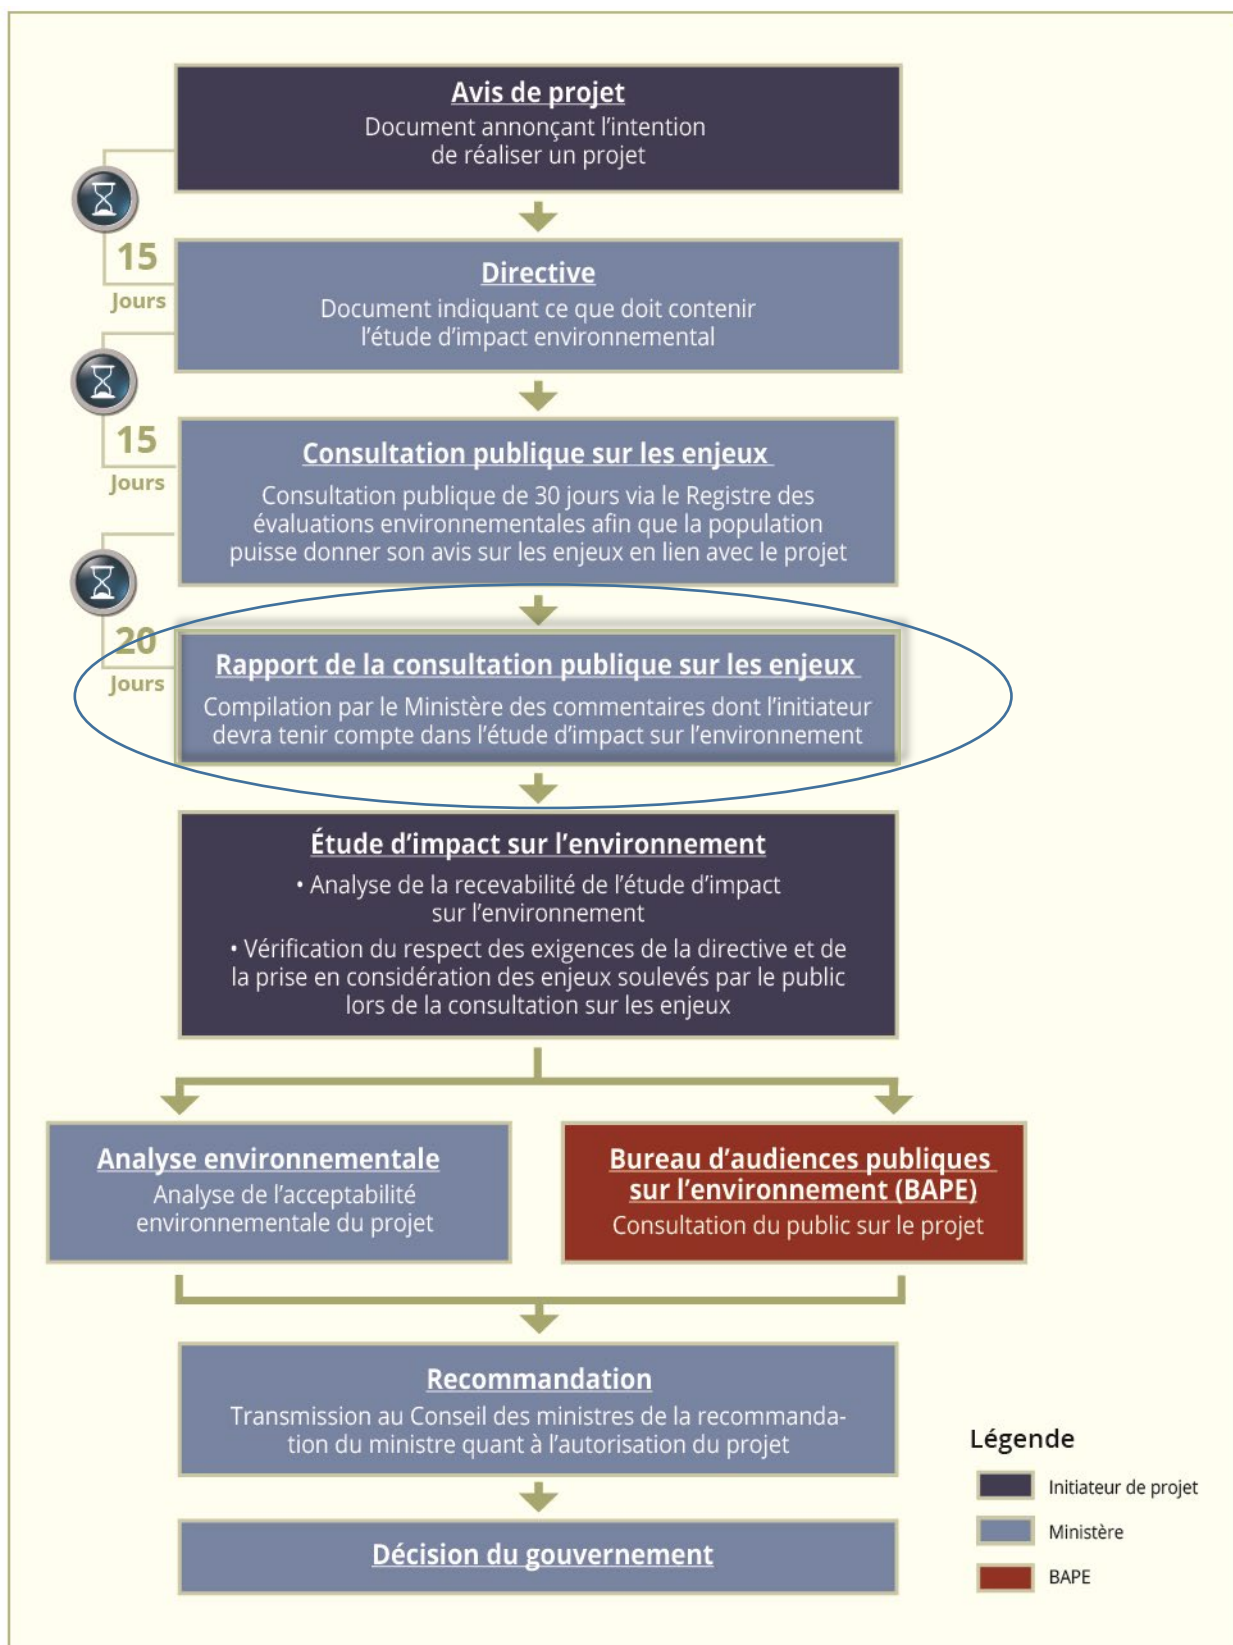 Avis de projet
Document annonçant l'intention
de réaliser un projet
15
Jours
Directive
Document indiquant ce que doit contenir
l'étude d'impact environnemental
15
Jours
Consultation publique sur les enjeux
Consultation publique de 30 jours via le Registre des
évaluations environnementales afin que la population
puisse donner son avis sur les enjeux en lien avec le projet
20
Jours
Rapport de la consultation publique sur les enjeux
Compilation par le Ministère des commentaires dont l'initiateur
devra tenir compte dans l'étude d'impact sur l'environnement
Étude d'impact sur l'environnement
• Analyse de la recevabilité de l'étude d'impact
sur l'environnement
• Vérification du respect des exigences de la directive et de
la prise en considération des enjeux soulevés par le public
lors de la consultation sur les enjeux
Analyse environnementale
Analyse de l'acceptabilité
environnementale du projet
Bureau d'audiences publiques
sur l'environnement (BAPE)
Consultation du public sur le projet
Recommandation
Transmission au Conseil des ministres de la recommanda-
tion du ministre quant à l'autorisation du projet
Décision du gouvernement
Légende
Initiateur de projet
Ministère
BAPE